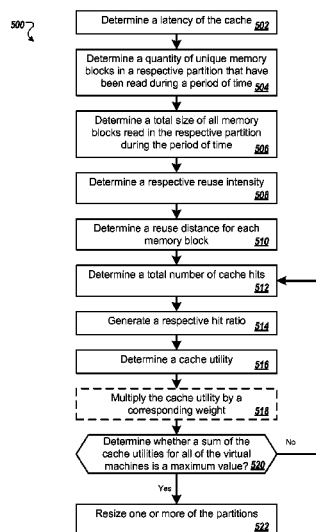 500
Determine a latency of the cache
502
Determine a quantity of unique memory
blocks in a respective partition that have
been read during a period of time
504
Determine a total size of all memory
blocks read in the respective partition
during the period of time
506
Determine a respective reuse intensity
508
Determine a reuse distance for each
memory block
510
Determine a total number of cache hits
512
Generate a respective hit ratio
514
Determine a cache utility
516
Multiply the cache utility by a
corresponding weight
518
Determine whether a sum of the
cache utilities for all of the virtual
machines is a maximum value? 520
No
Yes
Resize one or more of the partitions
522